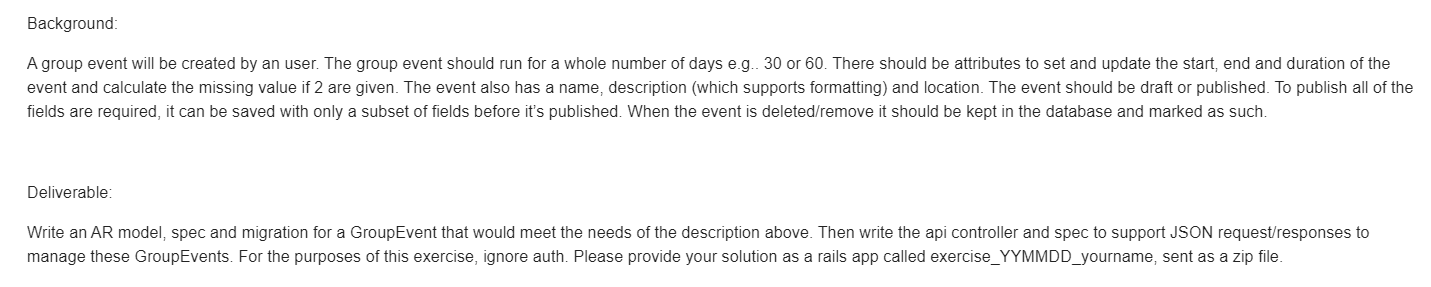 Background:
A group event will be created by an user. The group event should run for a whole number of days e.g.. 30 or 60. There should be attributes to set and update the start, end and duration of the
event and calculate the missing value if 2 are given. The event also has a name, description (which supports formatting) and location. The event should be draft or published. To publish all of the
fields are required, it can be saved with only a subset of fields before it’s published. When the event is deleted/remove it should be kept in the database and marked as such.
Deliverable:
Write an AR model, spec and migration for a GroupEvent that would meet the needs of the description above. Then write the api controller and spec to support JSON request/responses to
manage these GroupEvents. For the purposes of this exercise, ignore auth. Please provide your solution as a rails app called exercise_YYMMDD_yourname, sent as a zip file.